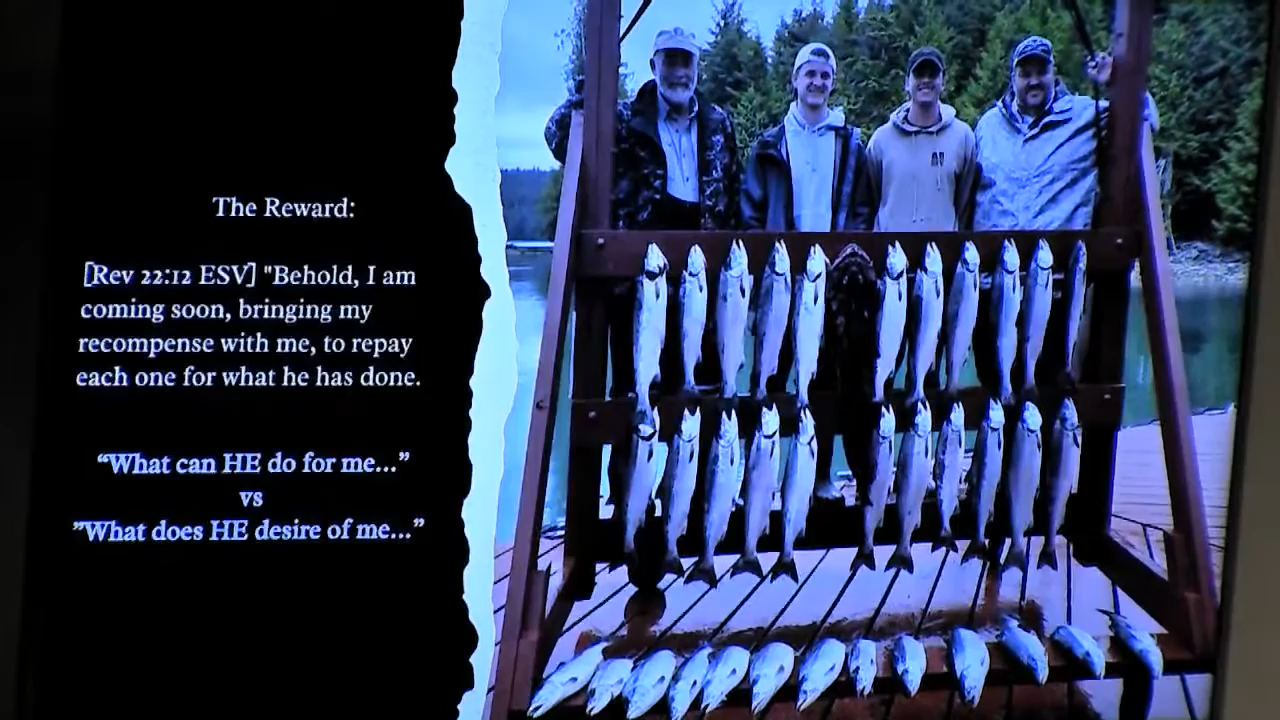 The Reward:
[Rev 22:12 ESV] "Behold, I am
coming soon, bringing my
recompense with me, to repay
each one for what he has done.
“What can HE do for me...”
vs
”What does HE desire of me...”